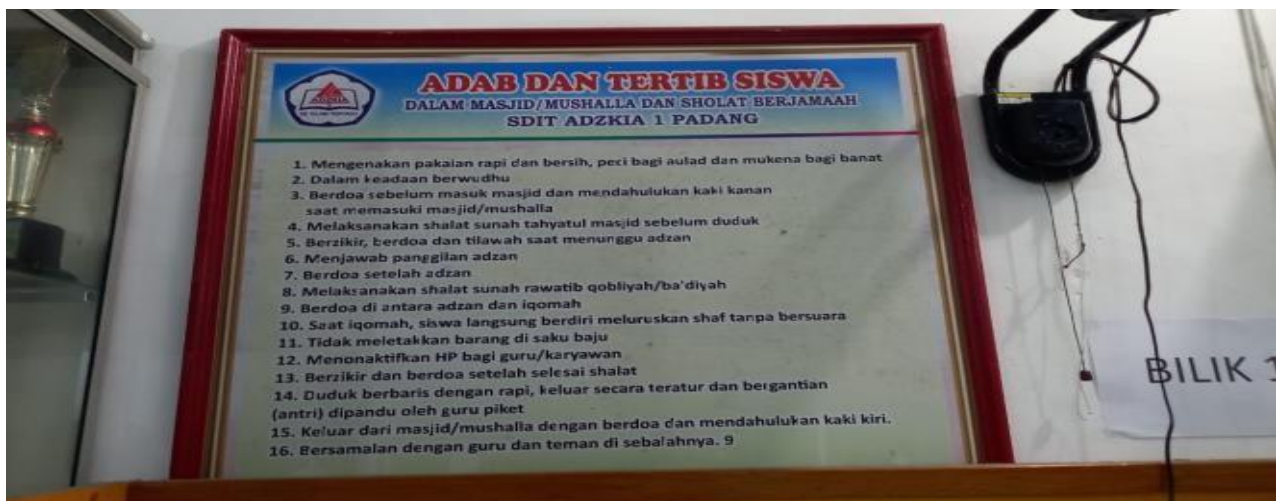 ADZKIA
ADAB DAN TERTIB SISWA
DALAM MASJID/MUSHALLA DAN SHOLAT BERJAMAAH
SDIT ADZKIA 1 PADANG
1. Mengenakan pakaian rapi dan bersih, peci bagi aulad dan mukena bagi banat
2. Dalam keadaan berwudhu
3. Berdoa sebelum masuk masjid dan mendahulukan kaki kanan
saat memasuki masjid/mushalla
4. Melaksanakan shalat sunah tahyatul masjid sebelum duduk
5. Berzikir, berdoa dan tilawah saat menunggu adzan
6. Menjawab panggilan adzan
7. Berdoa setelah adzan
8. Melaksanakan shalat sunah rawatib qobliyah/ba'diyah
9. Berdoa di antara adzan dan iqomah
10. Saat iqomah, siswa langsung berdiri meluruskan shaf tanpa bersuara
11. Tidak meletakkan barang di saku baju
12. Menonaktifkan HP bagi guru/karyawan
13. Berzikir dan berdoa setelah selesai shalat
14. Duduk berbaris dengan rapi, keluar secara teratur dan bergantian
(antri) dipandu oleh guru piket
15. Keluar dari masjid/mushalla dengan berdoa dan mendahulukan kaki kiri.
16. Bersamalan dengan guru dan teman di sebalahnya. 9
BILIK 1